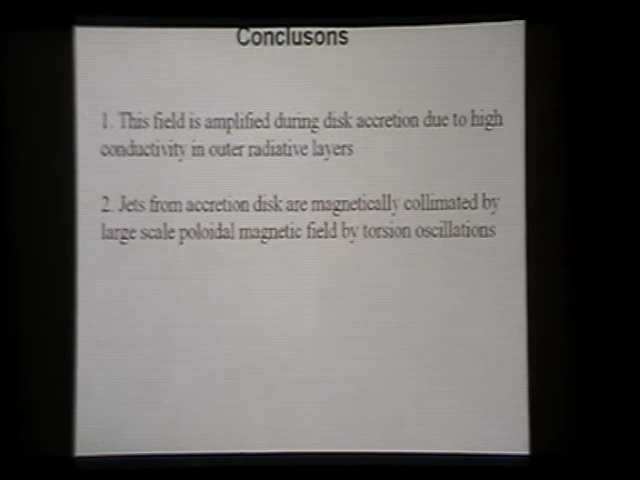 Conclusons
1. This field is amplified during disk accretion due to high
conductivity in outer radiative layers
2. Jets from accretion disk are magnetically collimated by
large scale poloidal magnetic field by torsion oscillations